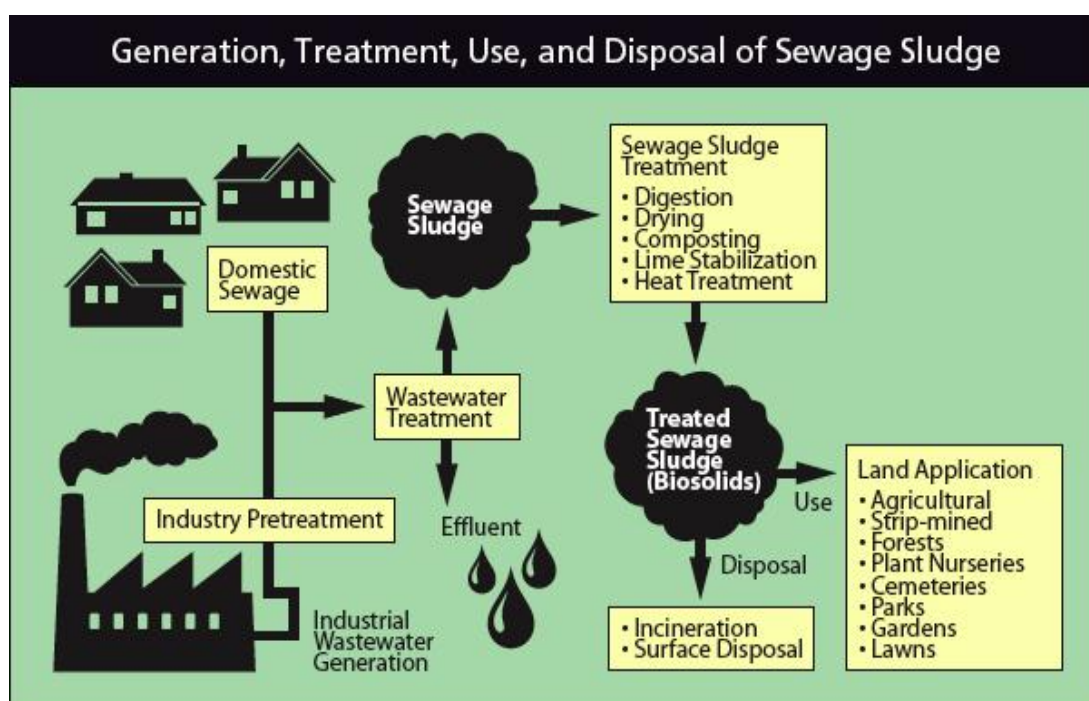 Generation, Treatment, Use, and Disposal of Sewage Sludge
Domestic
Sewage
Industry Pretreatment
Industrial
Wastewater
Generation
Wastewater
Treatment
Effluent
Sewage
Sludge
Sewage Sludge
Treatment
• Digestion
• Drying
• Composting
• Lime Stabilization
• Heat Treatment
Treated
Sewage
Sludge
(Biosolids)
Use
Land Application
• Agricultural
• Strip-mined
• Forests
• Plant Nurseries
• Cemeteries
• Parks
• Gardens
• Lawns
Disposal
• Incineration
• Surface Disposal